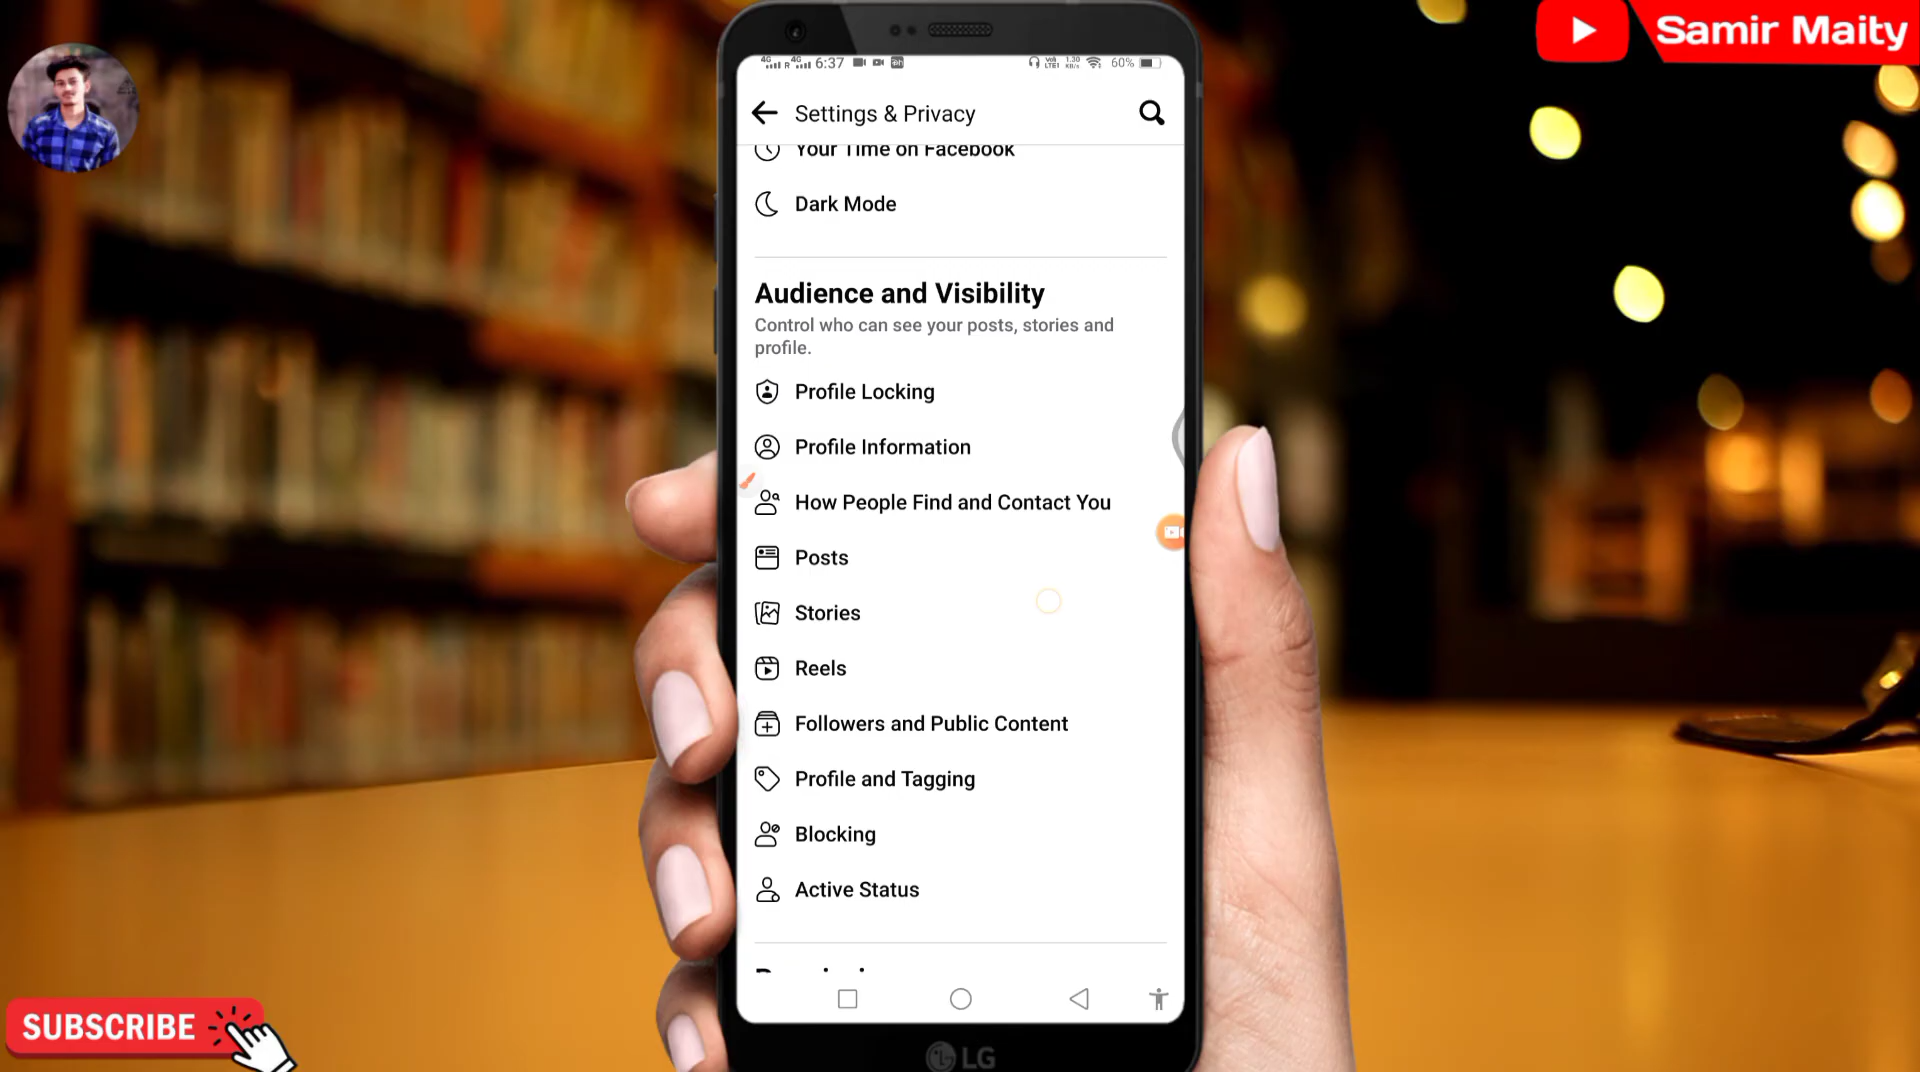 Samir Maity
4G R 4G 6:37 60%
Settings & Privacy
Your Time on Facebook
Dark Mode
Audience and Visibility
Control who can see your posts, stories and
profile.
Profile Locking
Profile Information
How People Find and Contact You
Posts
Stories
Reels
Followers and Public Content
Profile and Tagging
Blocking
Active Status
SUBSCRIBE
LG